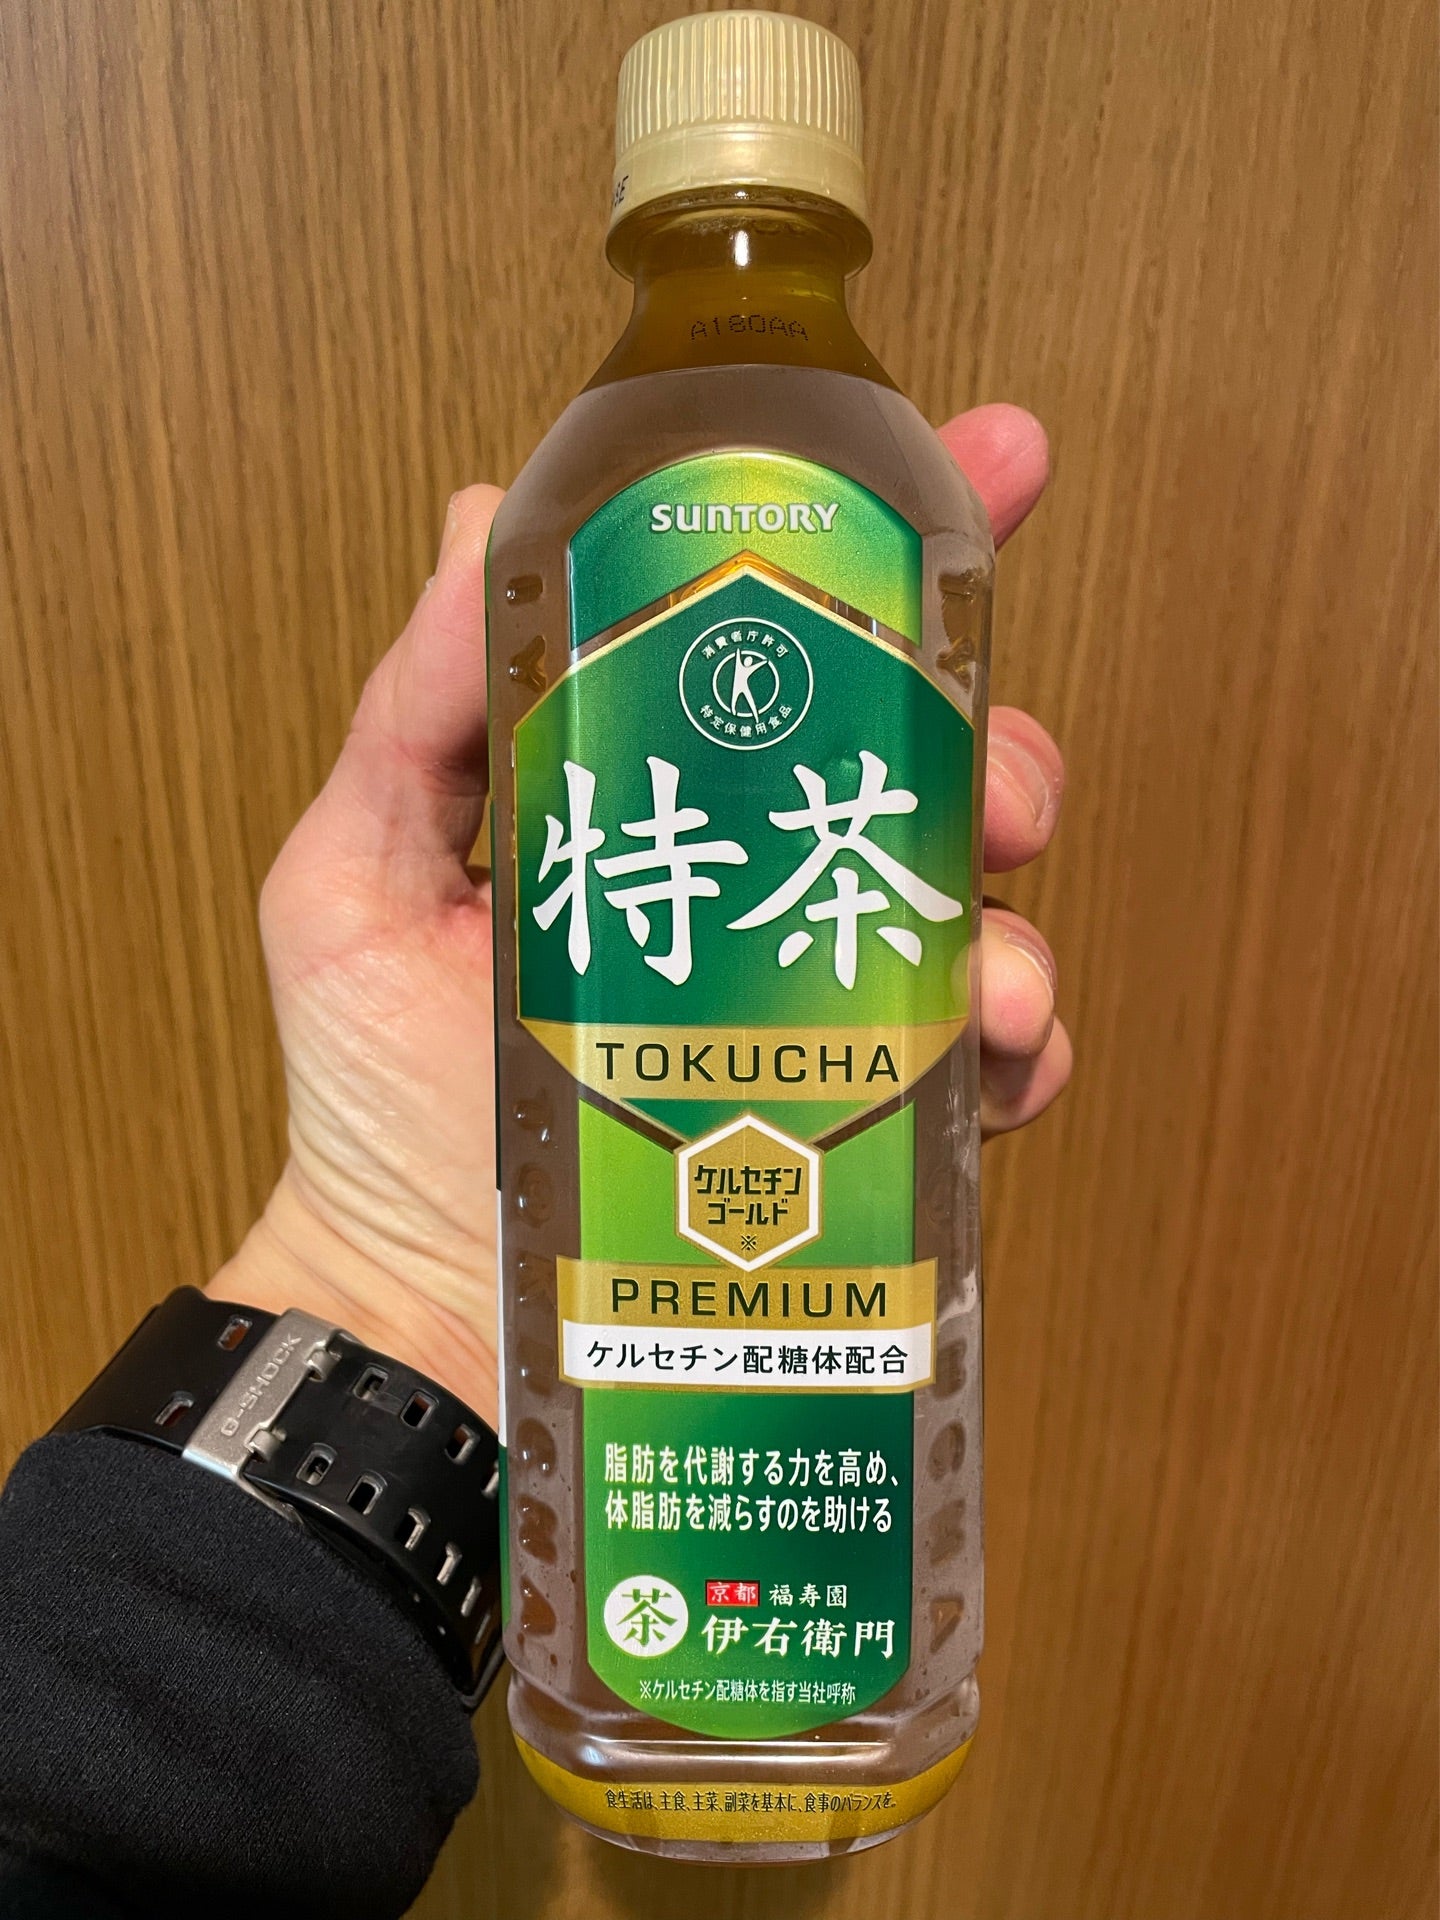 A180AA
SUNTORY
消費者庁許可
特定保健用食品
特茶
TOKUCHA
ケルセチン
ゴールド
※
PREMIUM
ケルセチン配糖体配合
脂肪を代謝する力を高め、
体脂肪を減らすのを助ける
茶
京都 福寿園
伊右衛門
※ケルセチン配糖体を指す当社呼称
食生活は、主食、主菜、副菜を基本に、食事のバランスを。
G-SHOCK